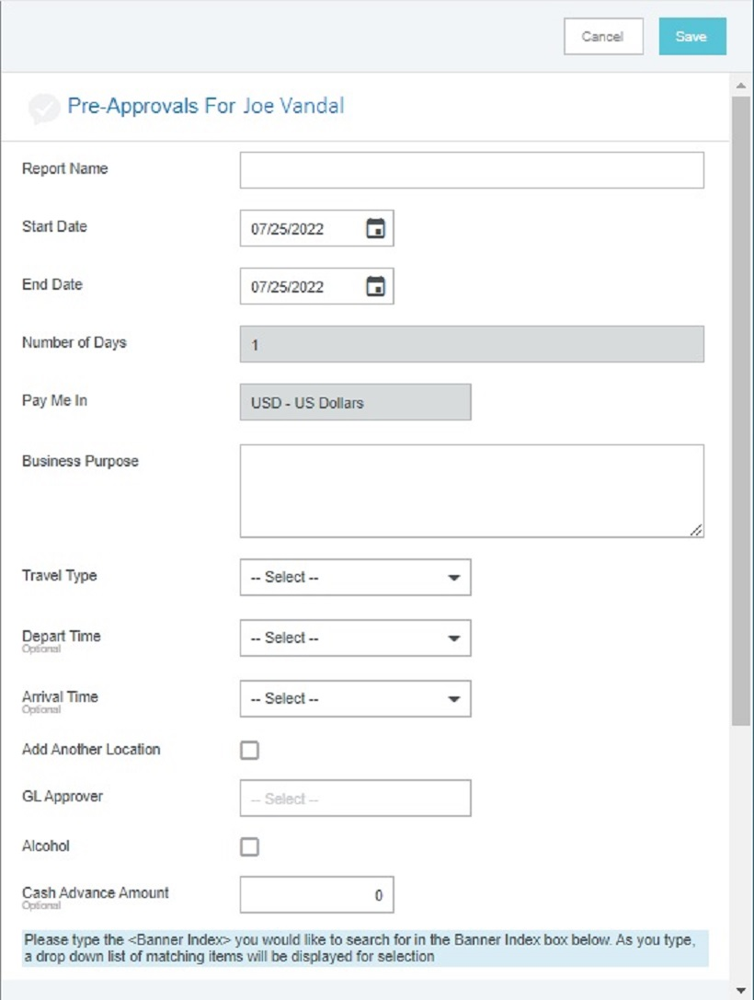 Cancel
Save
Pre-Approvals For Joe Vandal
Report Name
Start Date
07/25/2022
End Date
07/25/2022
Number of Days
1
Pay Me In
USD - US Dollars
Business Purpose
Travel Type
-- Select --
Depart Time
Optional
-- Select --
Arrival Time
Optional
-- Select --
Add Another Location
GL Approver
-- Select --
Alcohol
Cash Advance Amount
Optional
0
Please type the <Banner Index> you would like to search for in the Banner Index box below. As you type,
a drop down list of matching items will be displayed for selection